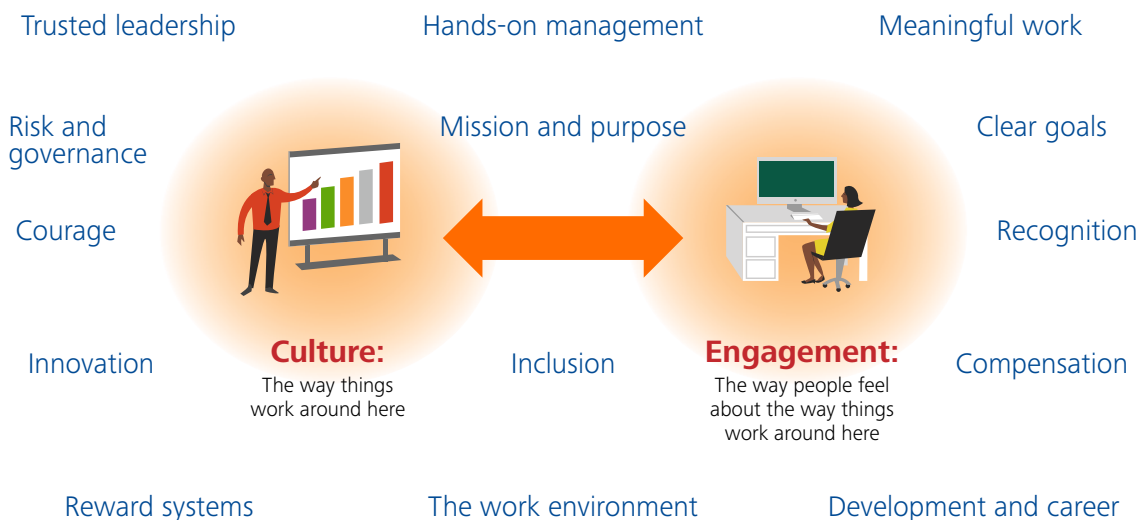 Trusted leadership
Hands-on management
Meaningful work
Risk and
governance
Mission and purpose
Clear goals
Courage
Recognition
Innovation
Culture:
The way things
work around here
Inclusion
Engagement:
The way people feel
about the way things
work around here
Compensation
Reward systems
The work environment
Development and career